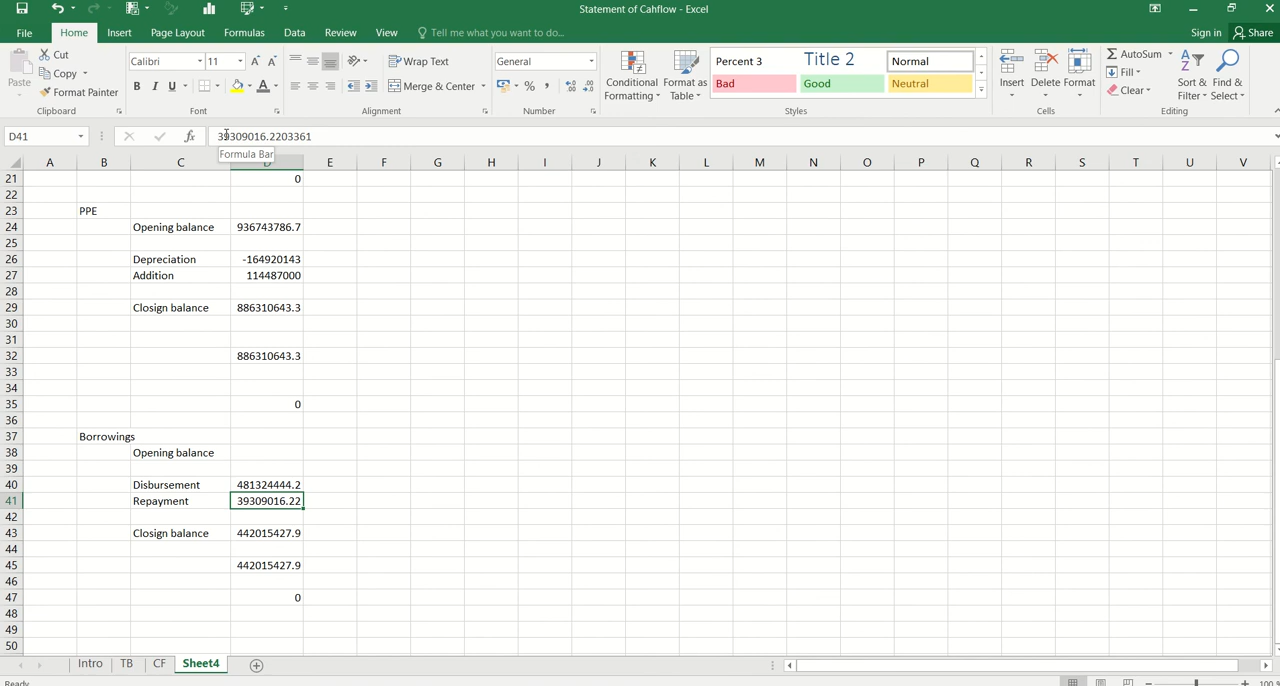 Statement of Cahflow - Excel
File Home Insert Page Layout Formulas Data Review View Tell me what you want to do... Sign in Share
Paste Cut Copy Format Painter
Calibri 11
B I U A
Wrap Text
Merge & Center
General
%
Conditional Formatting Format as Table
Percent 3 Title 2 Normal
Bad Good Neutral
Insert Delete Format
AutoSum
Fill
Clear
Sort & Filter Find & Select
Clipboard Font Alignment Number Styles Cells Editing
D41 fx 39309016.2203361
Formula Bar
A B C E F G H I J K L M N O P Q R S T U V
21 0
22
23 PPE
24 Opening balance 936743786.7
25
26 Depreciation -164920143
27 Addition 114487000
28
29 Closign balance 886310643.3
30
31
32 886310643.3
33
34
35 0
36
37 Borrowings
38 Opening balance
39
40 Disbursement 481324444.2
41 Repayment 39309016.22
42
43 Closign balance 442015427.9
44
45 442015427.9
46
47 0
48
49
50
Intro TB CF Sheet4
Ready 100 %